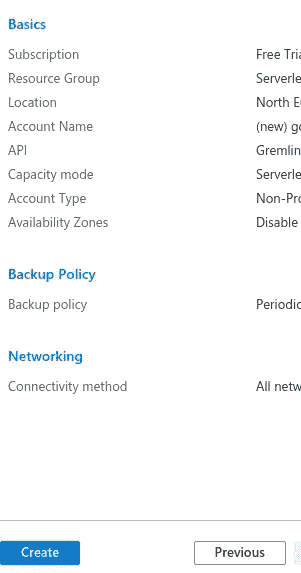 Basics
Subscription Free Tria
Resource Group Serverle
Location North E
Account Name (new) go
API Gremlin
Capacity mode Serverle
Account Type Non-Pro
Availability Zones Disable
Backup Policy
Backup policy Periodic
Networking
Connectivity method All netw
Create Previous